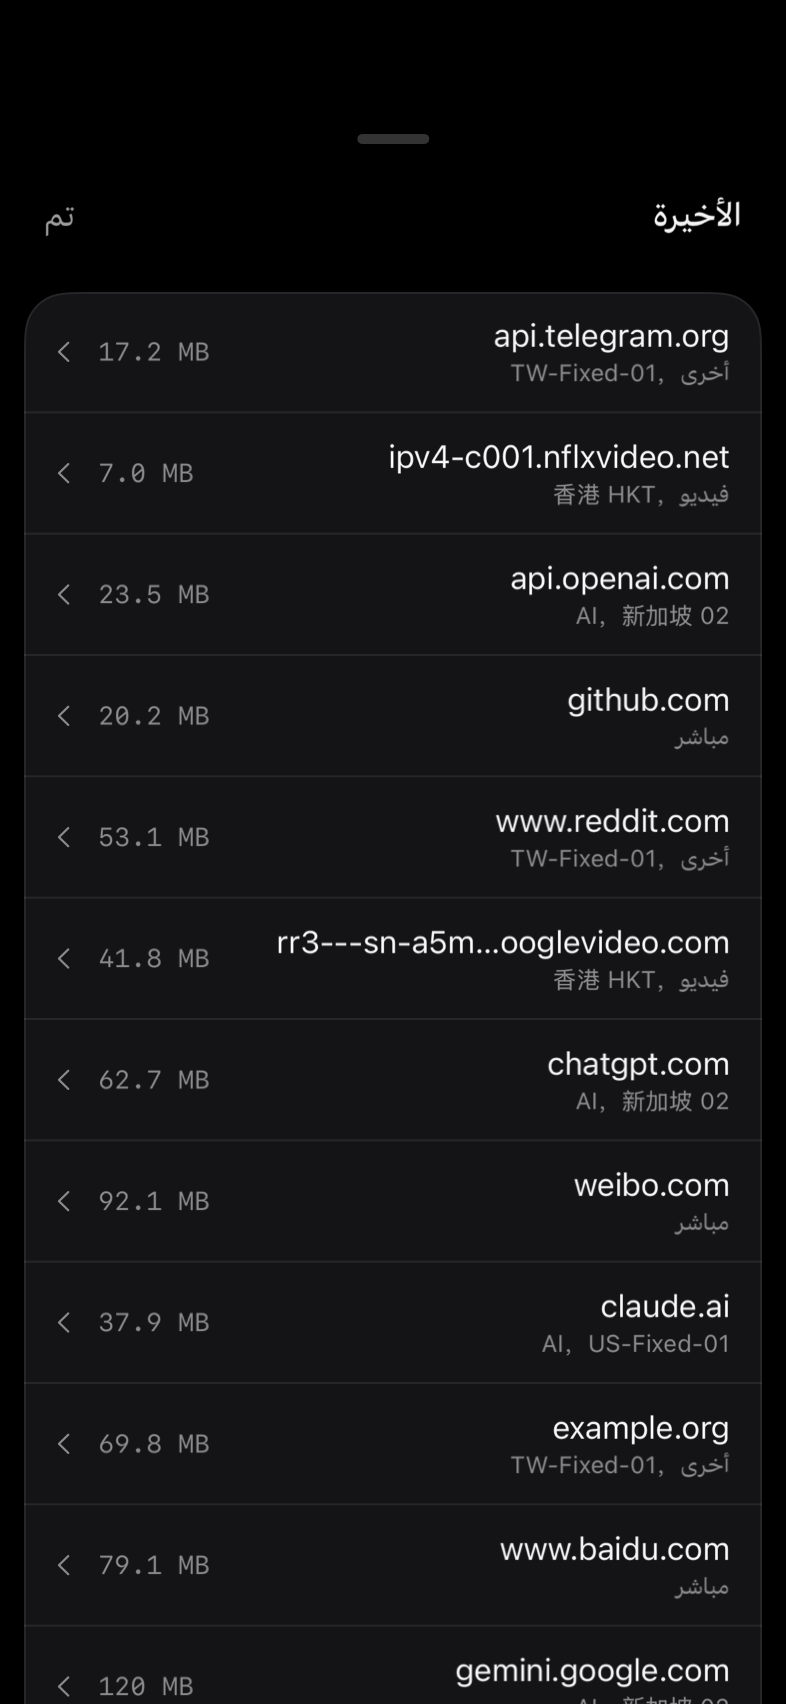 الأخيرة
تم
api.telegram.org
أخرى, TW-Fixed-01
17.2 MB
ipv4-c001.nflxvideo.net
فيديو, 香港 HKT
7.0 MB
api.openai.com
AI, 新加坡 02
23.5 MB
github.com
مباشر
20.2 MB
www.reddit.com
أخرى, TW-Fixed-01
53.1 MB
rr3---sn-a5m...ooglevideo.com
فيديو, 香港 HKT
41.8 MB
chatgpt.com
AI, 新加坡 02
62.7 MB
weibo.com
مباشر
92.1 MB
claude.ai
AI, US-Fixed-01
37.9 MB
example.org
أخرى, TW-Fixed-01
69.8 MB
www.baidu.com
مباشر
79.1 MB
gemini.google.com
120 MB